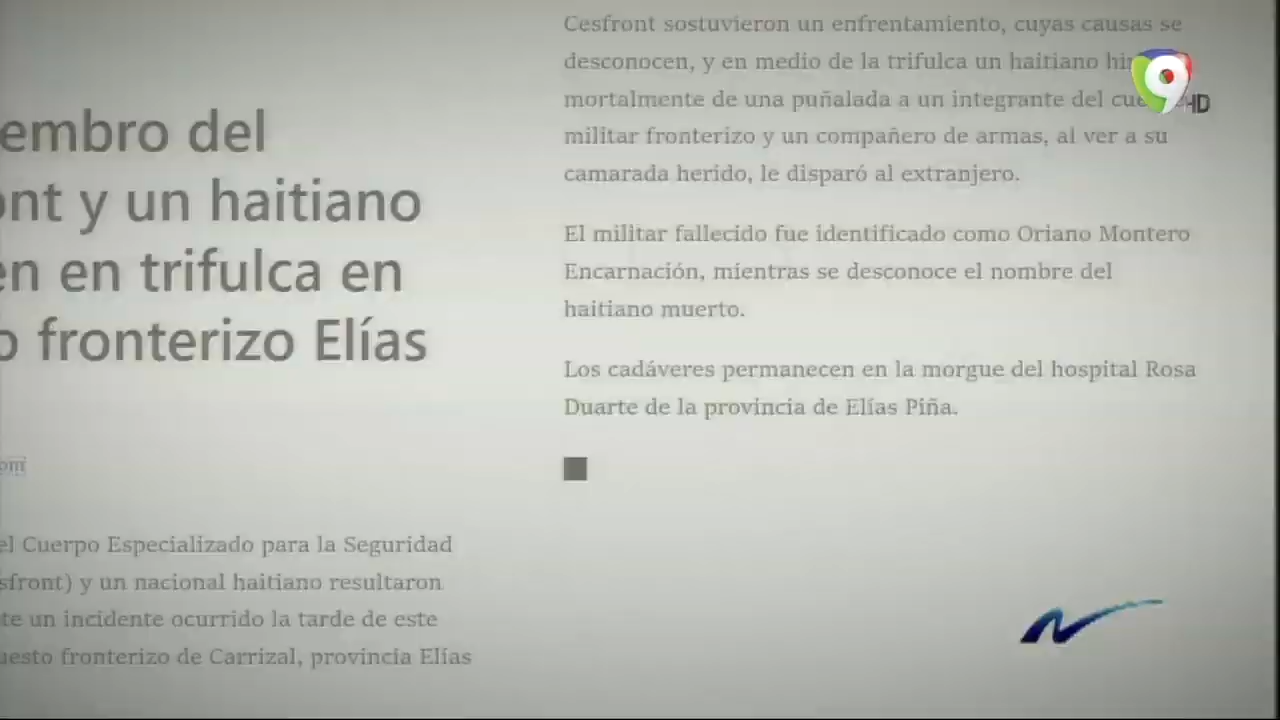 embro del
ont y un haitiano
en en trifulca en
o fronterizo Elías
om
el Cuerpo Especializado para la Seguridad
sfront) y un nacional haitiano resultaron
te un incidente ocurrido la tarde de este
uesto fronterizo de Carrizal, provincia Elías
Cesfront sostuvieron un enfrentamiento, cuyas causas se
desconocen, y en medio de la trifulca un haitiano
mortalmente de una puñalada a un integrante del
militar fronterizo y un compañero de armas, al ver a su
camarada herido, le disparó al extranjero.
El militar fallecido fue identificado como Oriano Montero
Encarnación, mientras se desconoce el nombre del
haitiano muerto.
Los cadáveres permanecen en la morgue del hospital Rosa
Duarte de la provincia de Elías Piña.
9
HD
N